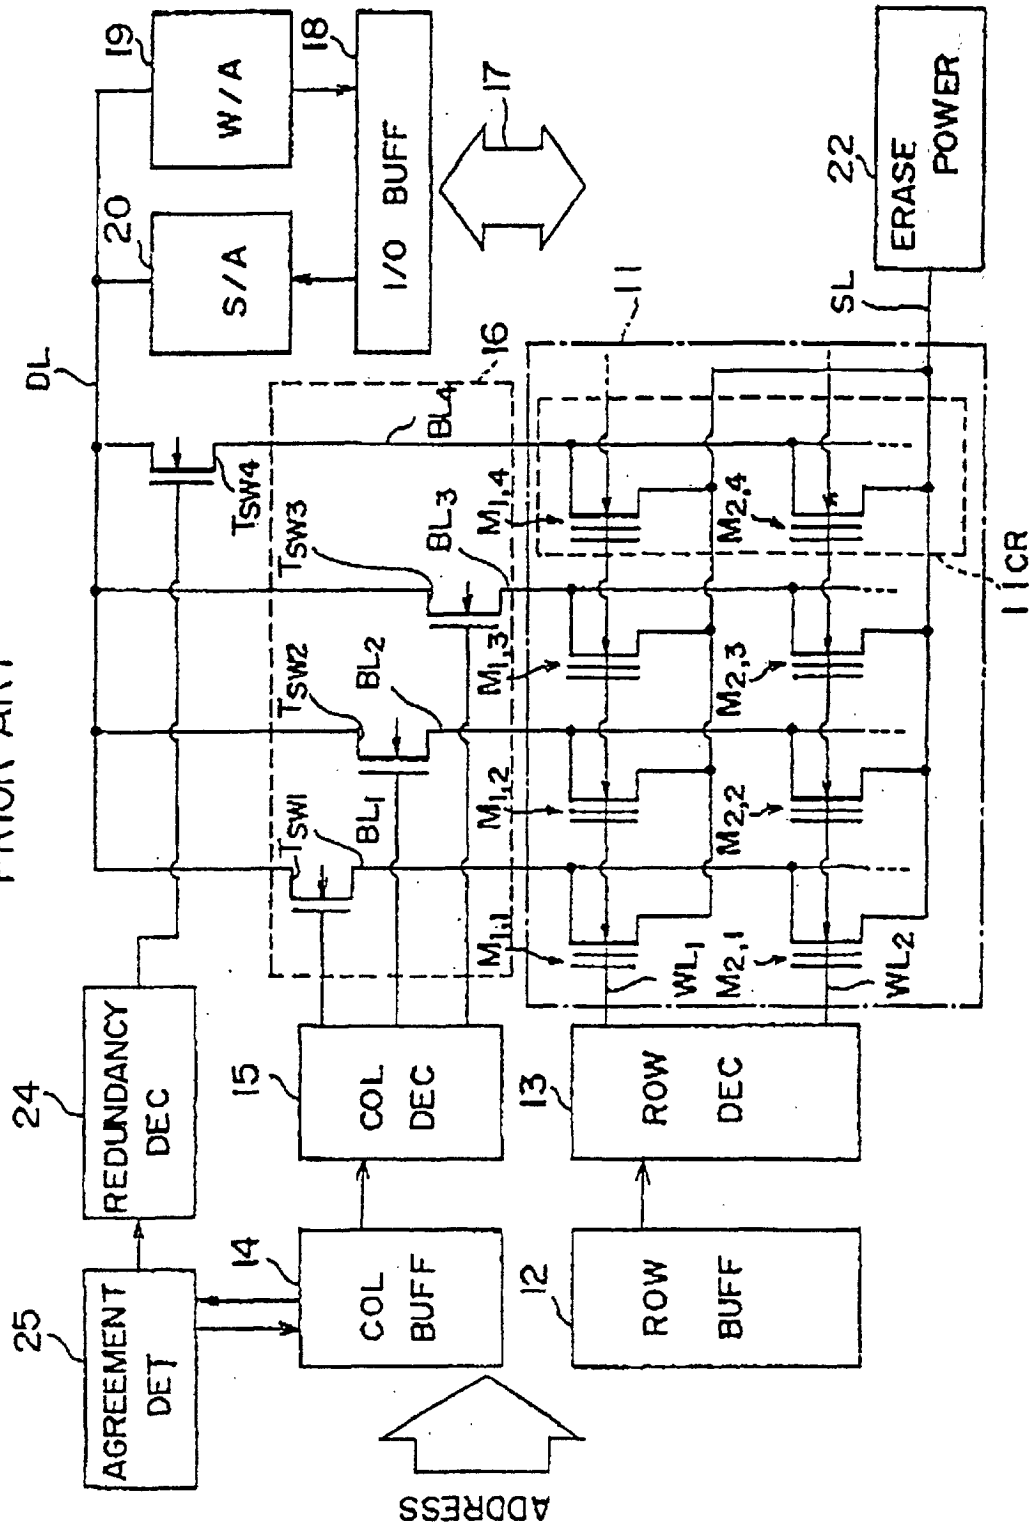 PRIOR ART
25
AGREEMENT
DET
24
REDUNDANCY
DEC
DL
20
S/A
19
W/A
18
I/O BUFF
17
ADDRESS
14
COL
BUFF
15
COL
DEC
TSW1
BL1
TSW2
BL2
TSW3
BL3
TSW4
BL4
16
12
ROW
BUFF
13
ROW
DEC
M1,1
WL1
M1,2
M1,3
M1,4
11
M2,1
WL2
M2,2
M2,3
M2,4
11CR
SL
22
ERASE
POWER